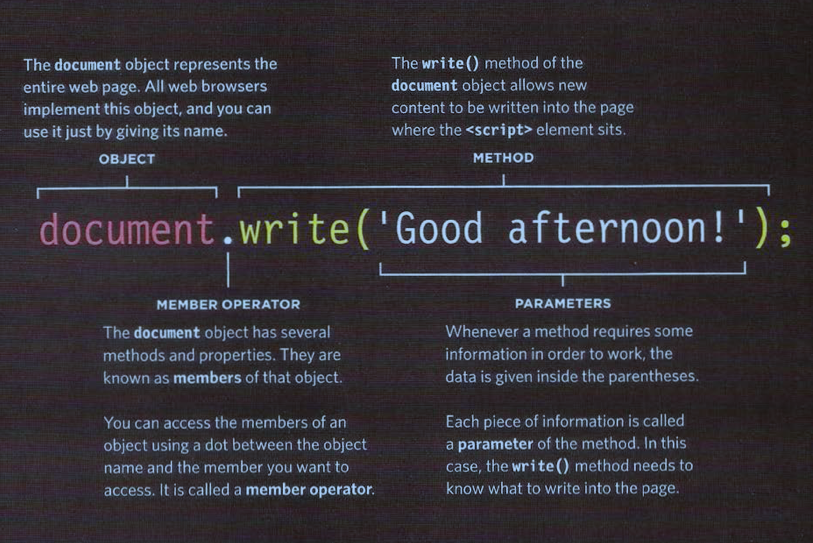 The document object represents the
entire web page. All web browsers
implement this object, and you can
use it just by giving its name.
The write() method of the
document object allows new
content to be written into the page
where the <script> element sits.
OBJECT
METHOD
document.write('Good afternoon!');
MEMBER OPERATOR
The document object has several
methods and properties. They are
known as members of that object.
You can access the members of an
object using a dot between the object
name and the member you want to
access. It is called a member operator.
PARAMETERS
Whenever a method requires some
information in order to work, the
data is given inside the parentheses.
Each piece of information is called
a parameter of the method. In this
case, the write() method needs to
know what to write into the page.